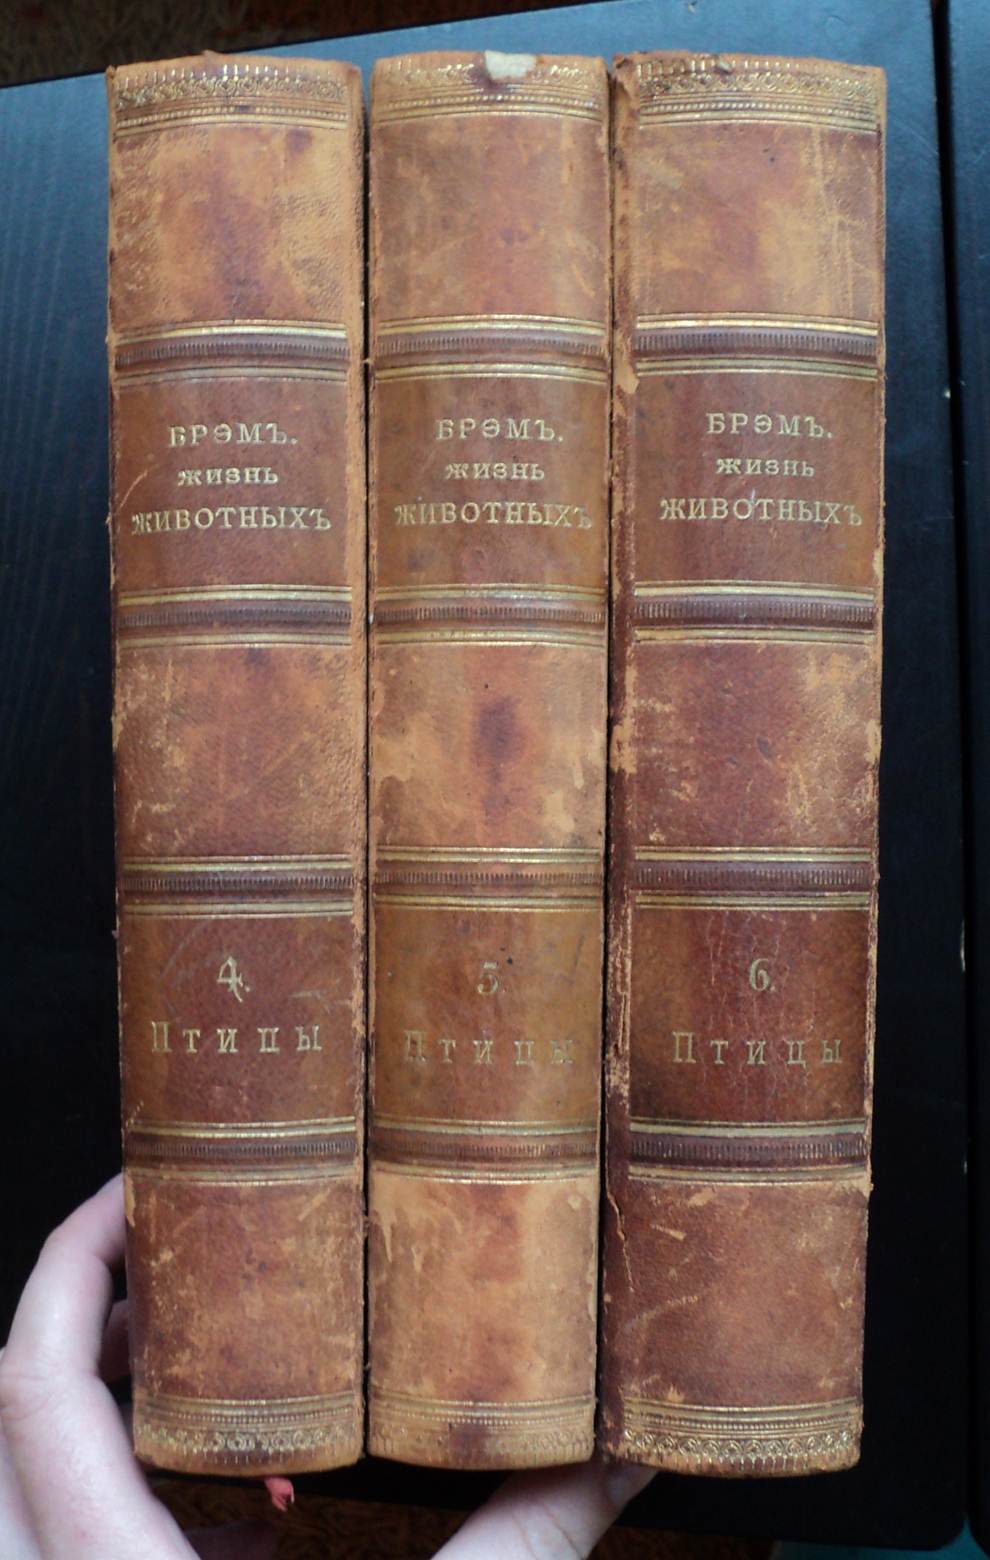 БРЭМЪ.
ЖИЗНЬ
ЖИВОТНЫХЪ
4.
Птицы
БРЭМЪ.
ЖИЗНЬ
ЖИВОТНЫХЪ
5.
Птицы
БРЭМЪ.
ЖИЗНЬ
ЖИВОТНЫХЪ
6.
Птицы